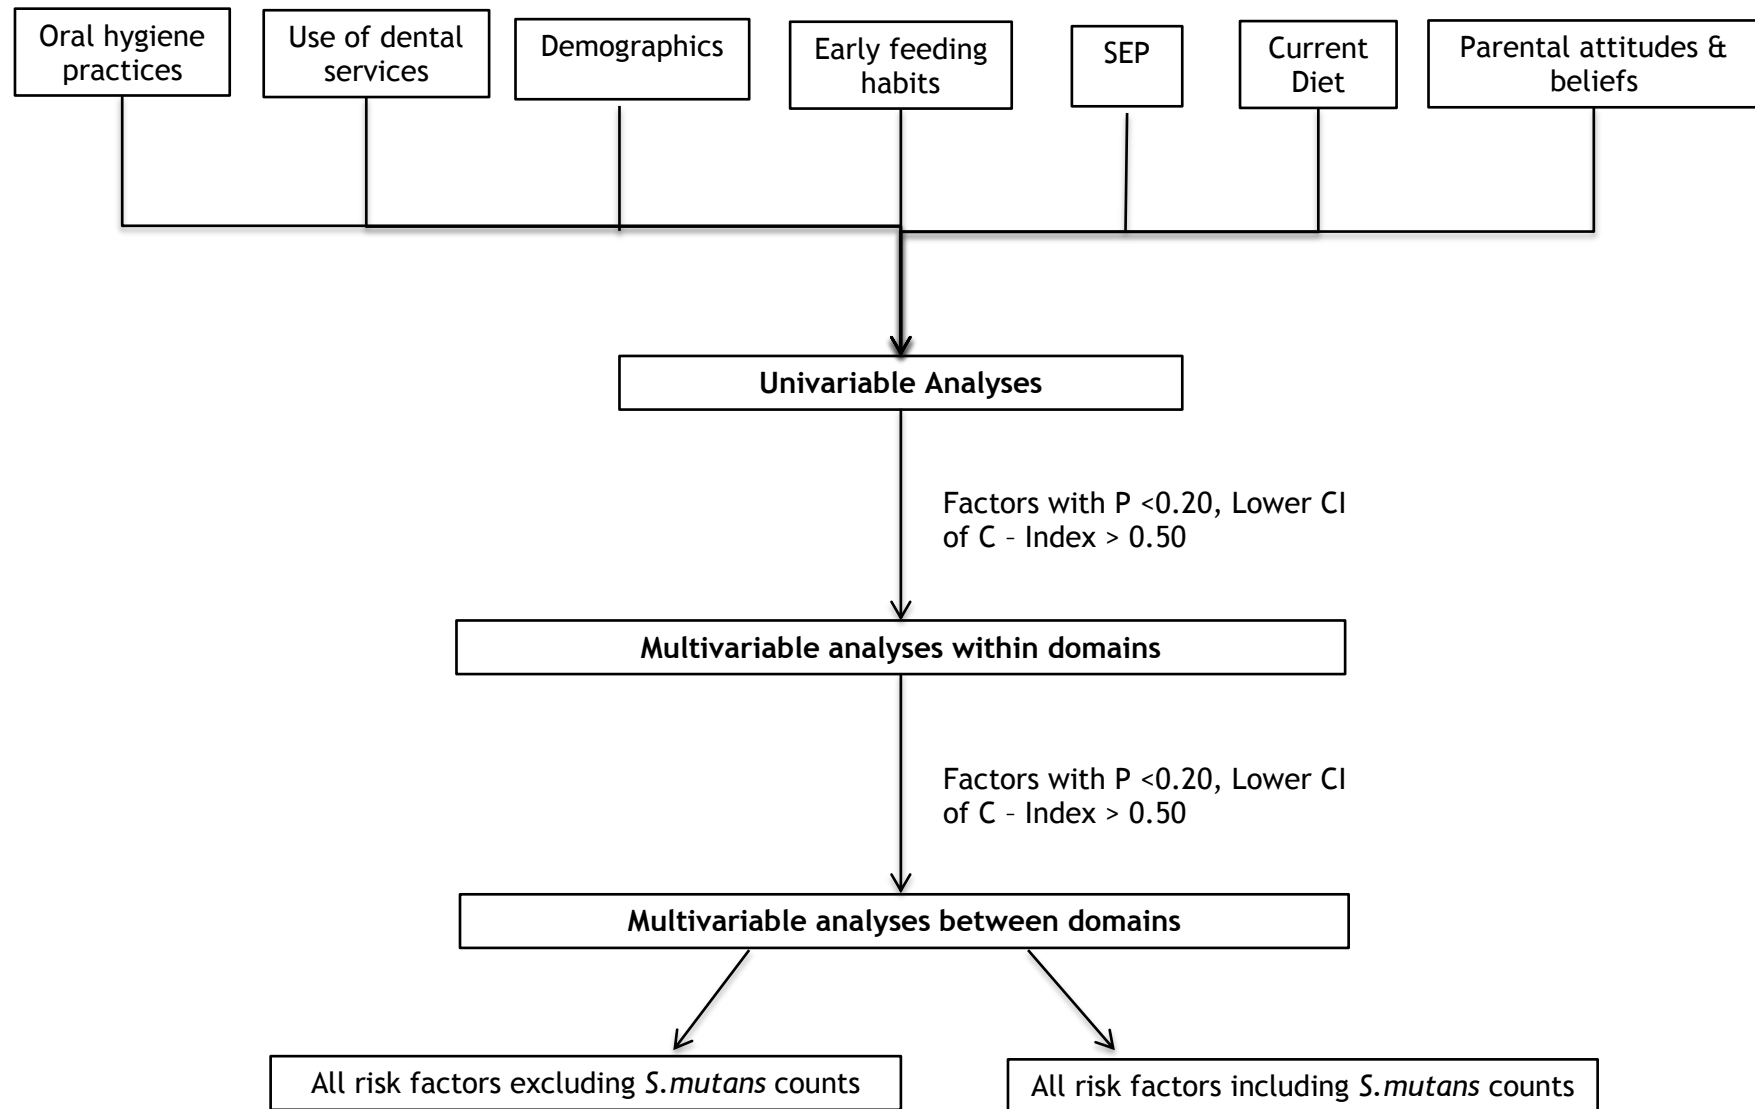 Oral hygiene
practices
Use of dental
services
Demographics
Early feeding
habits
SEP
Current
Diet
Parental attitudes &
beliefs
Univariable Analyses
Factors with P <0.20, Lower CI
of C - Index > 0.50
Multivariable analyses within domains
Factors with P <0.20, Lower CI
of C - Index > 0.50
Multivariable analyses between domains
All risk factors excluding S.mutans counts
All risk factors including S.mutans counts